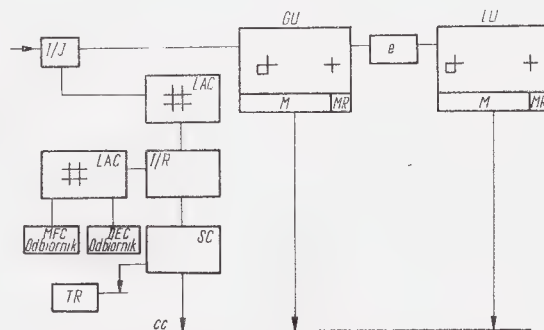 GU
LU
I/J
e
LAC
M
MR
M
MR
LAC
I/R
MFC
Odbiornik
DEC
Odbiornik
SC
TR
cc